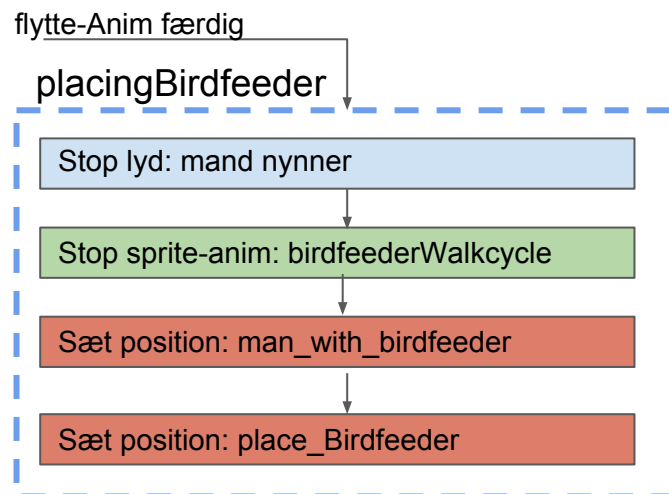 flytte-Anim færdig
placingBirdfeeder
Stop lyd: mand nynner
Stop sprite-anim: birdfeederWalkcycle
Sæt position: man_with_birdfeeder
Sæt position: place_Birdfeeder